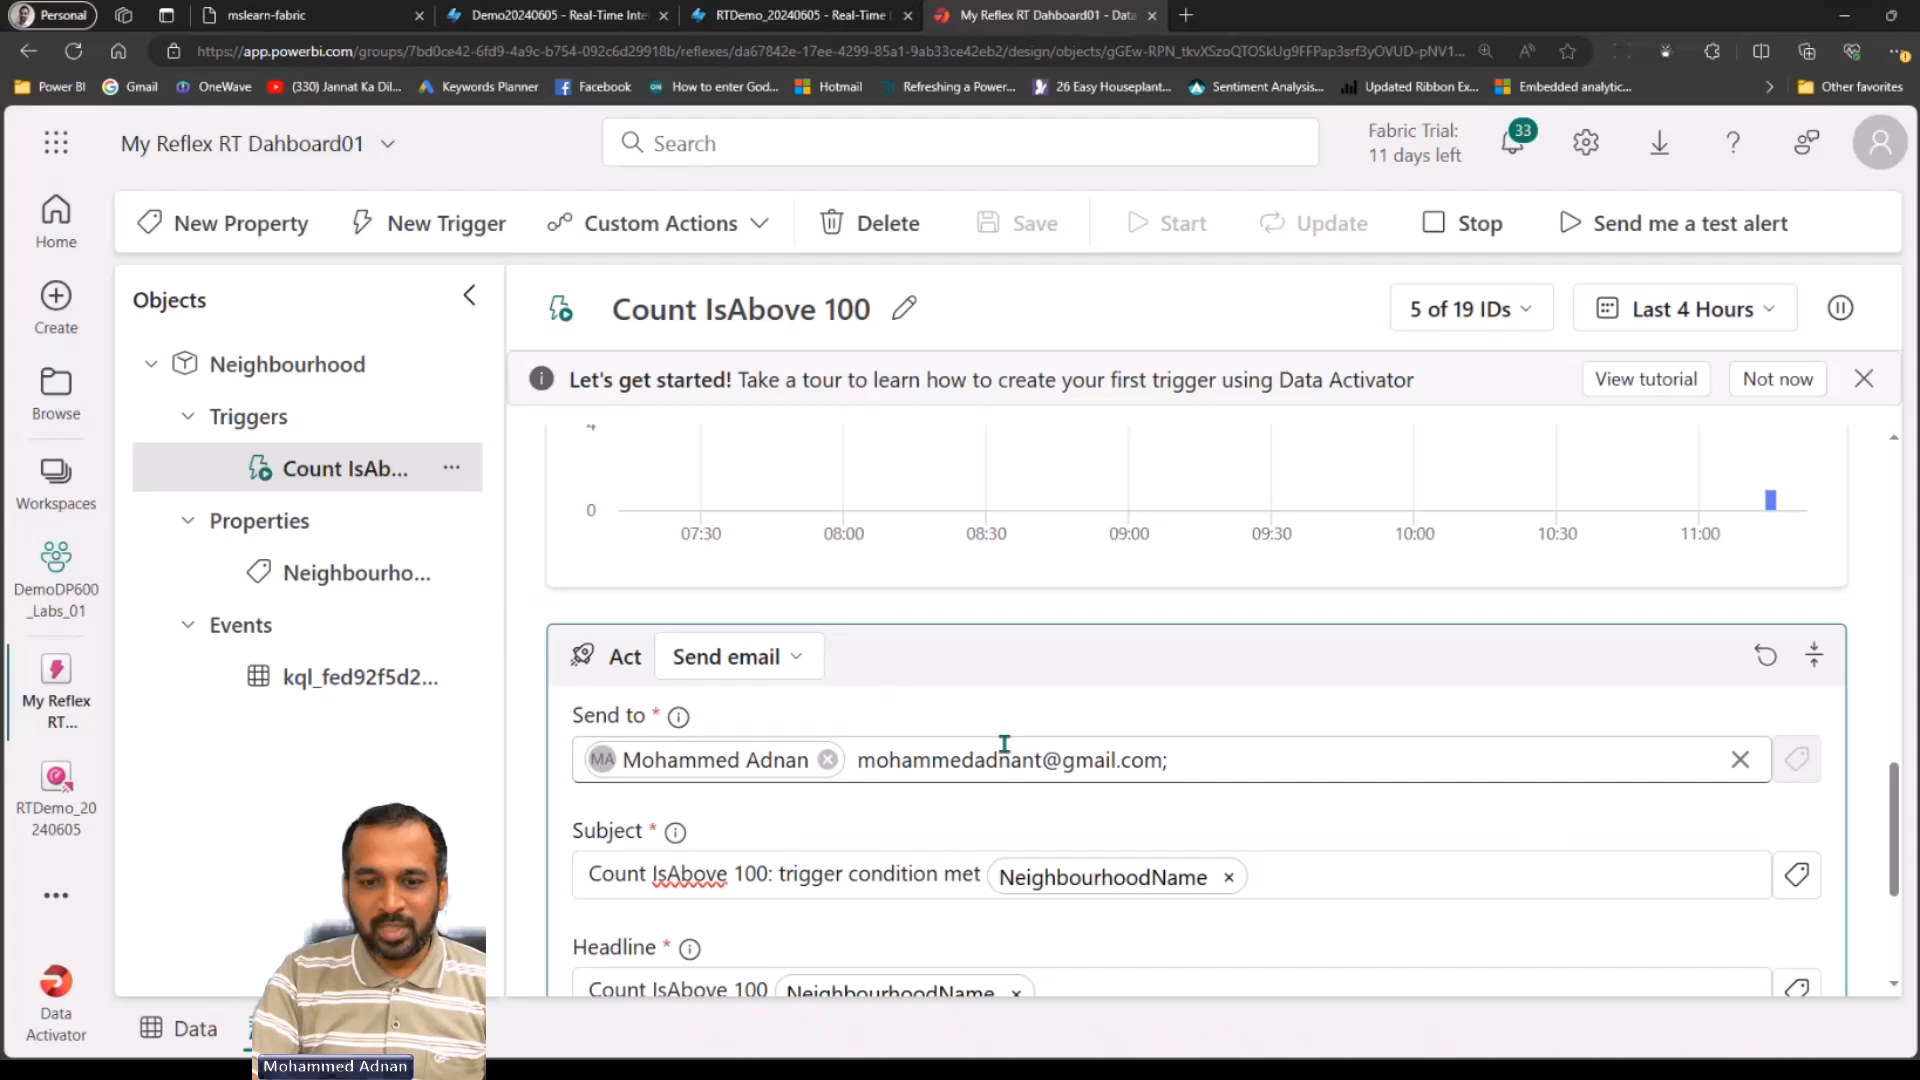 Personal
mslearn-fabric
Demo20240605 - Real-Time Inte
RTDemo_20240605 - Real-Time
My Reflex RT Dahboard01 - Data
https://app.powerbi.com/groups/7bd0ce42-6fd9-4a9c-b754-092c6d29918b/reflexes/da67842e-17ee-4299-85a1-9ab33ce42eb2/design/objects/gGEw-RPN_tkvXSzoQTOSkUg9FFPap3srf3yOVUD-pNV1...
Power BI
Gmail
OneWave
(330) Jannat Ka Dil...
Keywords Planner
Facebook
How to enter God...
Hotmail
Refreshing a Power...
26 Easy Houseplant...
Sentiment Analysis...
Updated Ribbon Ex...
Embedded analytic...
Other favorites
My Reflex RT Dahboard01
Search
Fabric Trial:
11 days left
33
New Property
New Trigger
Custom Actions
Delete
Save
Start
Update
Stop
Send me a test alert
Home
Create
Browse
Workspaces
DemoDP600
_Labs_01
My Reflex
RT...
RTDemo_20
240605
Data
Activator
Objects
Neighbourhood
Triggers
Count IsAb...
Properties
Neighbourho...
Events
kql_fed92f5d2...
Count IsAbove 100
5 of 19 IDs
Last 4 Hours
Let's get started! Take a tour to learn how to create your first trigger using Data Activator
View tutorial
Not now
4
0
07:30
08:00
08:30
09:00
09:30
10:00
10:30
11:00
Act
Send email
Send to *
MA Mohammed Adnan mohammedadnant@gmail.com;
Subject *
Count IsAbove 100: trigger condition met NeighbourhoodName
Headline *
Count IsAbove 100 NeighbourhoodName
Data
Mohammed Adnan